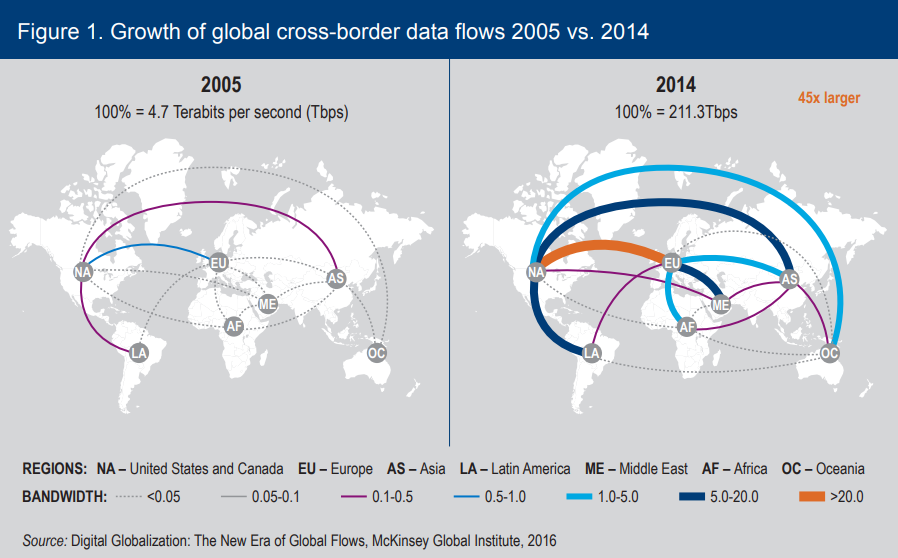 Figure 1. Growth of global cross-border data flows 2005 vs. 2014
2005
100% = 4.7 Terabits per second (Tbps)
NA
EU
AS
ME
AF
LA
OC
2014
100% = 211.3Tbps
45x larger
NA
EU
AS
ME
AF
LA
OC
REGIONS: NA – United States and Canada EU – Europe AS – Asia LA – Latin America ME – Middle East AF – Africa OC – Oceania
BANDWIDTH: <0.05 0.05-0.1 0.1-0.5 0.5-1.0 1.0-5.0 5.0-20.0 >20.0
Source: Digital Globalization: The New Era of Global Flows, McKinsey Global Institute, 2016